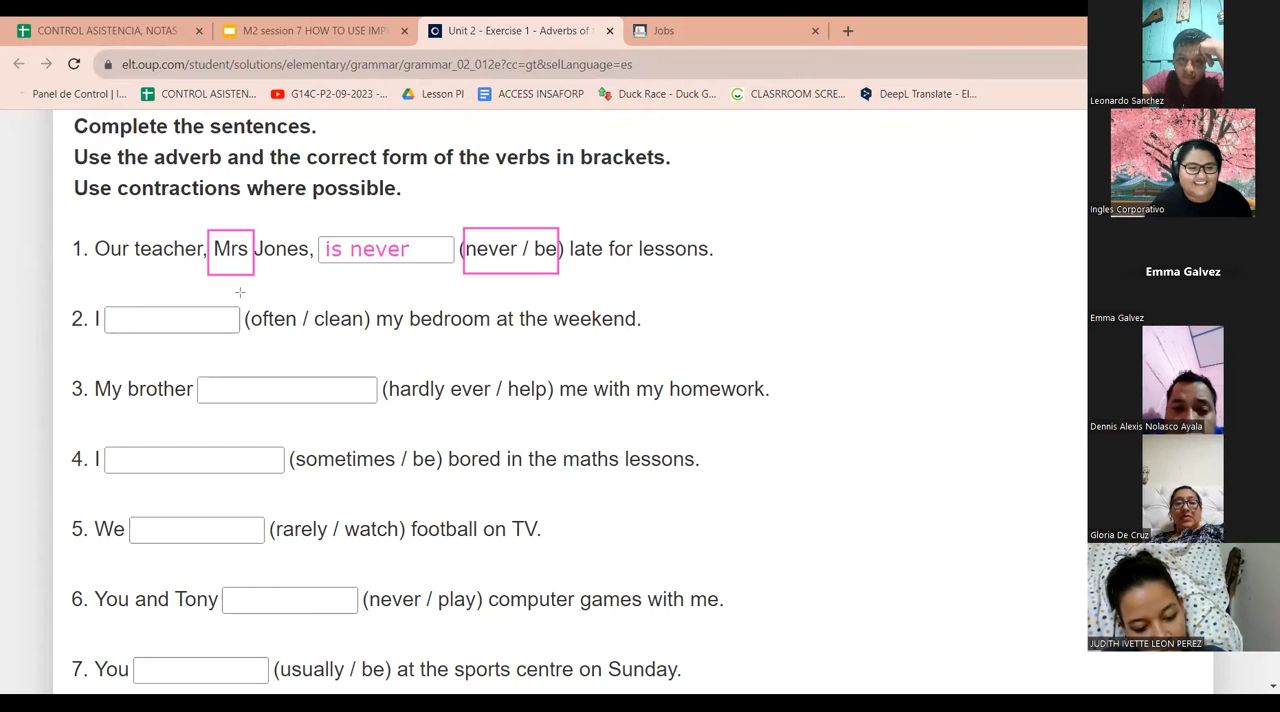 CONTROL ASISTENCIA, NOTAS
M2 session 7 HOW TO USE IMP
Unit 2 - Exercise 1 - Adverbs of
Jobs
elt.oup.com/student/solutions/elementary/grammar/grammar_02_012e?cc=gt&selLanguage=es
Panel de Control | I...
CONTROL ASISTEN...
G14C-P2-09-2023 -...
Lesson Pl
ACCESS INSAFORP
Duck Race - Duck G...
CLASRROOM SCRE...
DeepL Translate - El...
Complete the sentences.
Use the adverb and the correct form of the verbs in brackets.
Use contractions where possible.
1. Our teacher, Mrs Jones, is never (never / be) late for lessons.
2. I (often / clean) my bedroom at the weekend.
3. My brother (hardly ever / help) me with my homework.
4. I (sometimes / be) bored in the maths lessons.
5. We (rarely / watch) football on TV.
6. You and Tony (never / play) computer games with me.
7. You (usually / be) at the sports centre on Sunday.
Leonardo Sanchez
Ingles Corporativo
Emma Galvez
Emma Galvez
Dennis Alexis Nolasco Ayala
Gloria De Cruz
JUDITH IVETTE LEON PEREZ